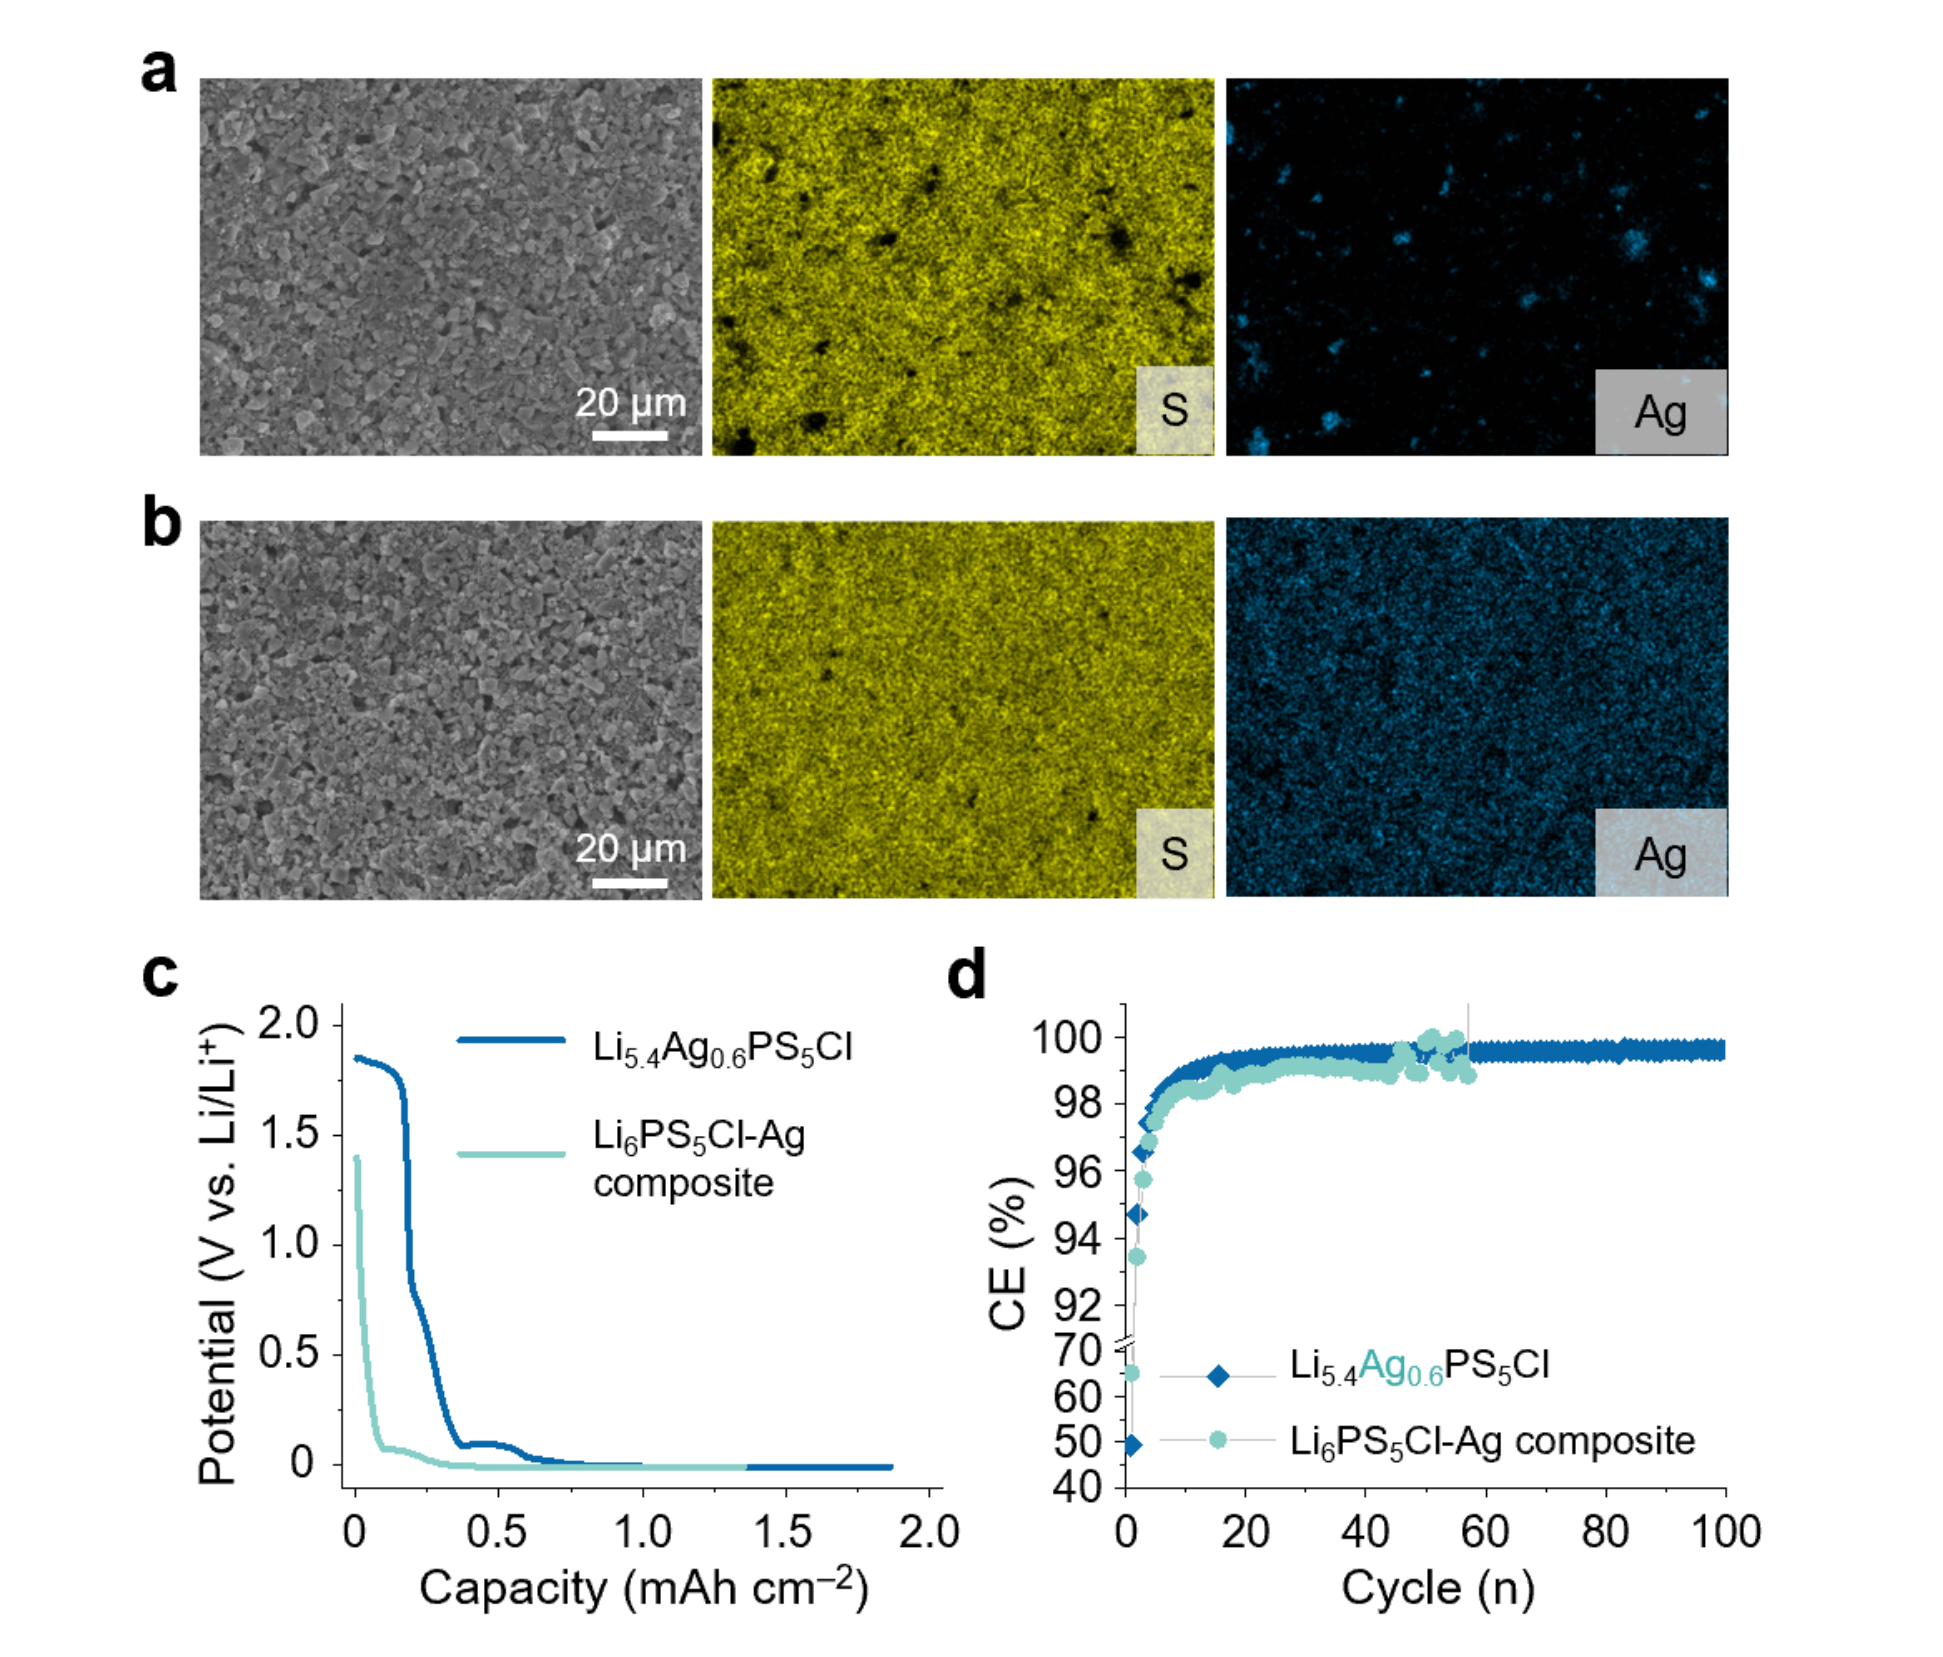 a
20 µm
S
Ag
b
20 µm
S
Ag
c
Potential (V vs. Li/Li⁺)
2.0
1.5
1.0
0.5
0
Li₅.₄Ag₀.₆PS₅Cl
Li₆PS₅Cl-Ag
composite
0 0.5 1.0 1.5 2.0
Capacity (mAh cm⁻²)
d
CE (%)
100
98
96
94
92
70
60
50
40
Li₅.₄Ag₀.₆PS₅Cl
Li₆PS₅Cl-Ag composite
0 20 40 60 80 100
Cycle (n)